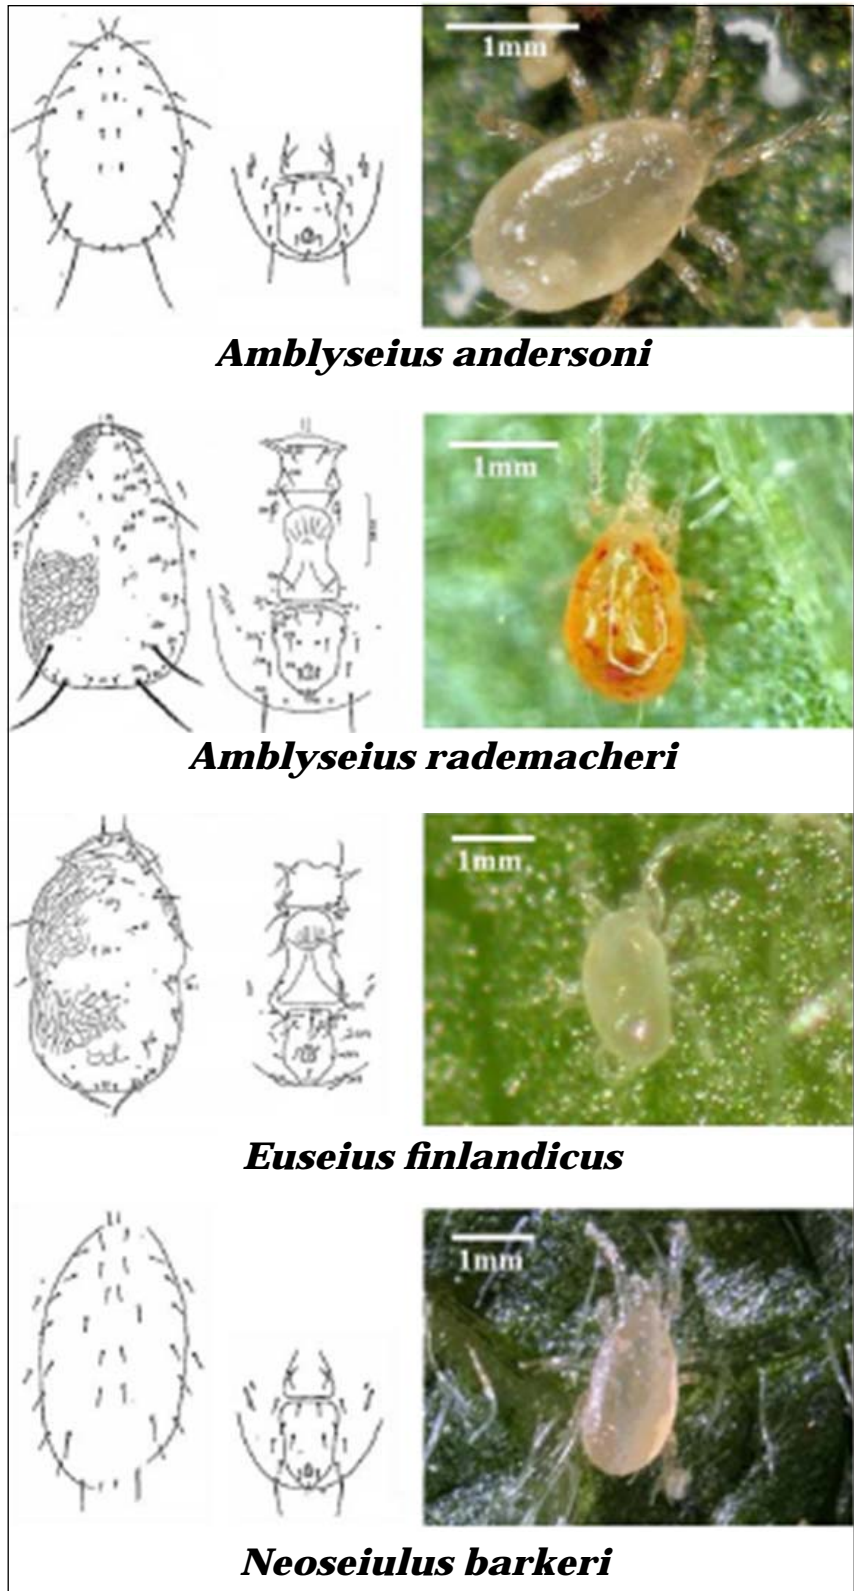 1mm
Amblyseius andersoni
1mm
Amblyseius rademacheri
1mm
Euseius finlandicus
1mm
Neoseiulus barkeri